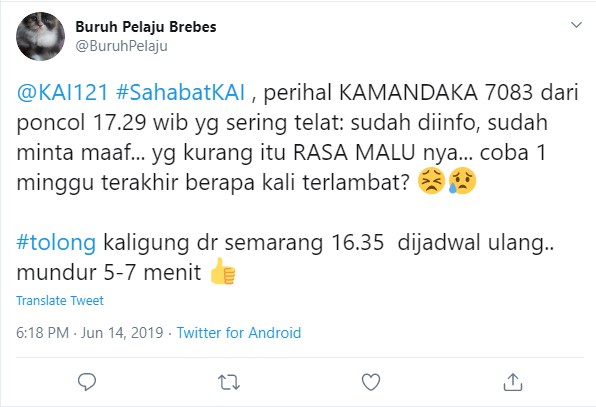 Buruh Pelaju Brebes
@BuruhPelaju
@KAI121 #SahabatKAI , perihal KAMANDAKA 7083 dari
poncol 17.29 wib yg sering telat: sudah diinfo, sudah
minta maaf... yg kurang itu RASA MALU nya... coba 1
minggu terakhir berapa kali terlambat? 😣😥
#tolong kaligung dr semarang 16.35 dijadwal ulang..
mundur 5-7 menit 👍
Translate Tweet
6:18 PM · Jun 14, 2019 · Twitter for Android